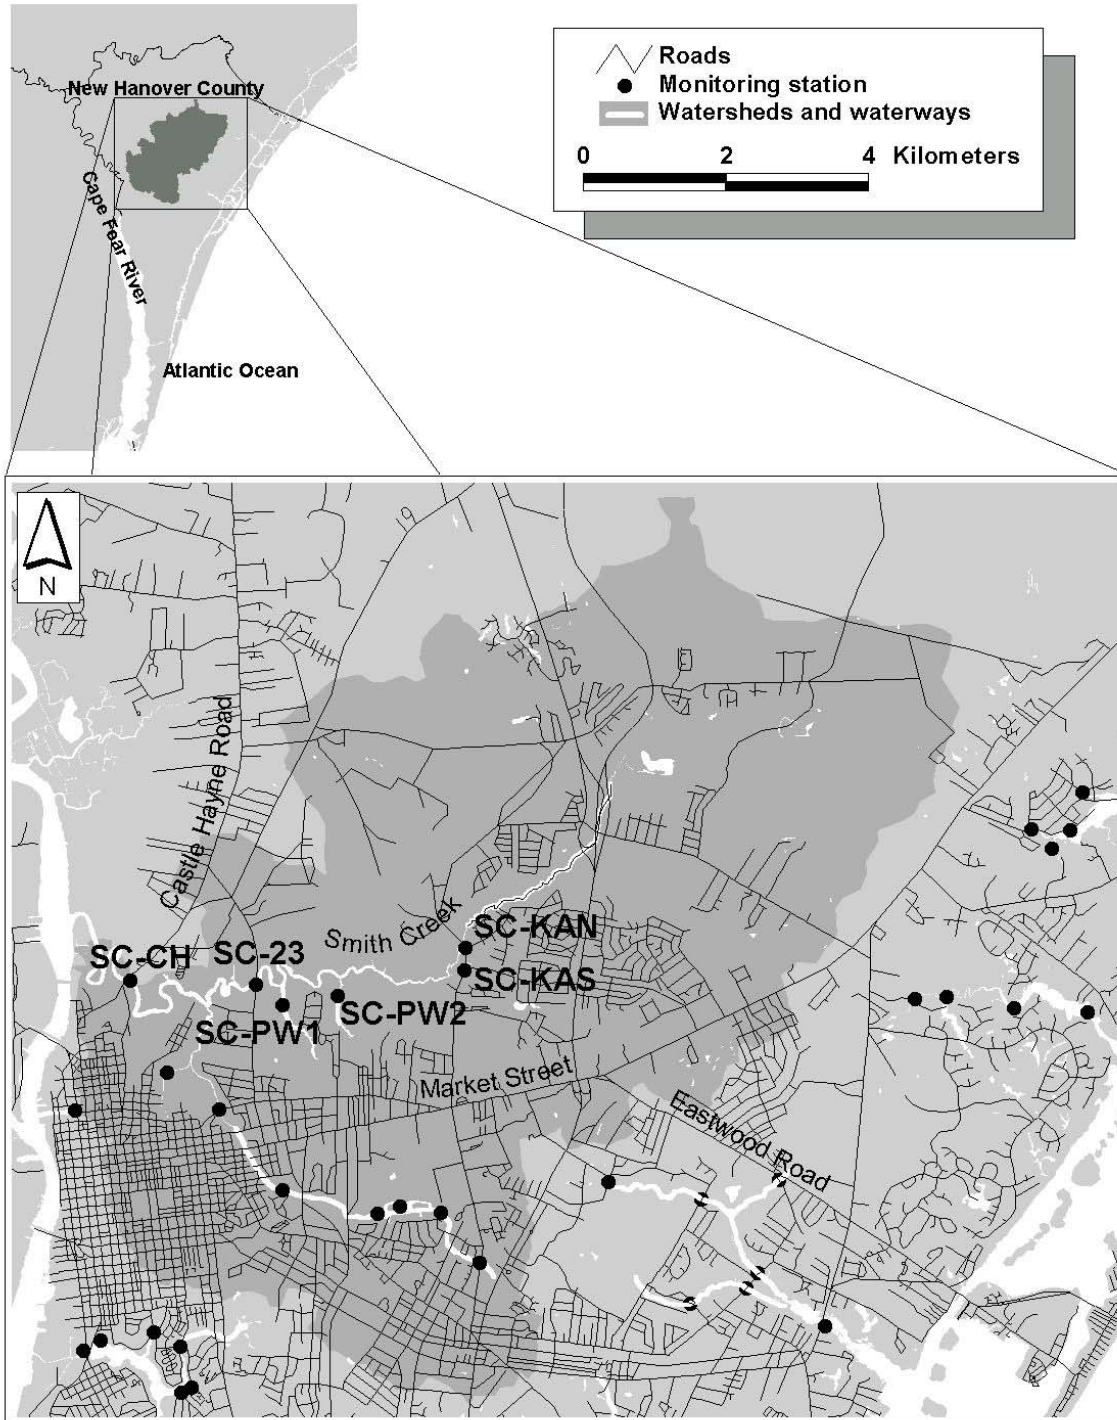 New Hanover County
Cape Fear River
Atlantic Ocean
Roads
Monitoring station
Watersheds and waterways
0 2 4 Kilometers
N
Castle Hayne Road
Smith Creek
SC-KAN
SC-CH
SC-23
SC-KAS
SC-PW2
SC-PW1
Market Street
Eastwood Road